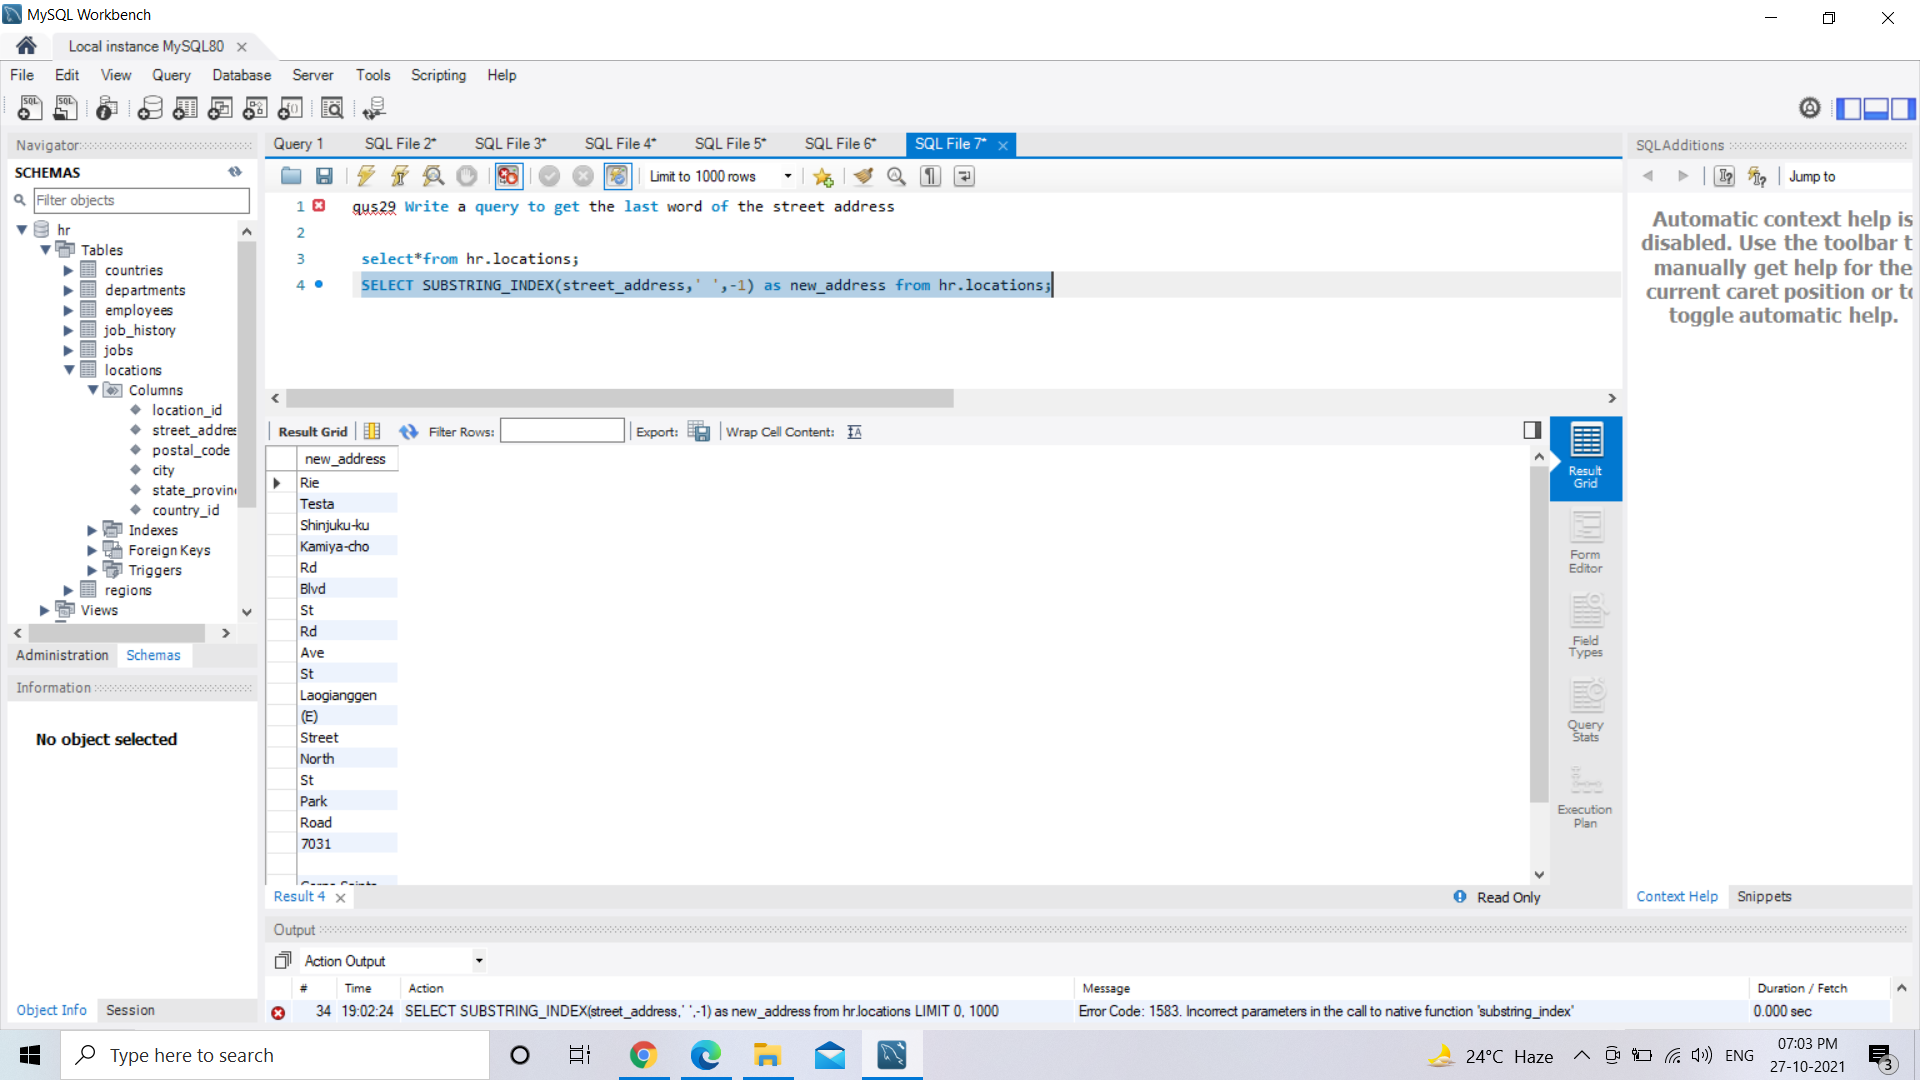 MySQL Workbench
Local instance MySQL80
File Edit View Query Database Server Tools Scripting Help
Navigator
SCHEMAS
Filter objects
hr
Tables
countries
departments
employees
job_history
jobs
locations
Columns
location_id
street_addre
postal_code
city
state_provin
country_id
Indexes
Foreign Keys
Triggers
regions
Views
Administration Schemas
Information
No object selected
Object Info Session
Query 1 SQL File 2* SQL File 3* SQL File 4* SQL File 5* SQL File 6* SQL File 7*
Limit to 1000 rows
1 qus29 Write a query to get the last word of the street address
2
3 select*from hr.locations;
4 SELECT SUBSTRING_INDEX(street_address,' ',-1) as new_address from hr.locations;
Result Grid Filter Rows: Export: Wrap Cell Content:
new_address
Rie
Testa
Shinjuku-ku
Kamiya-cho
Rd
Blvd
St
Rd
Ave
St
Laogianggen
(E)
Street
North
St
Park
Road
7031
Result Grid
Form Editor
Field Types
Query Stats
Execution Plan
Result 4
Read Only
SQLAdditions
Jump to
Automatic context help is
disabled. Use the toolbar t
manually get help for the
current caret position or to
toggle automatic help.
Context Help Snippets
Output
Action Output
# Time Action Message Duration / Fetch
34 19:02:24 SELECT SUBSTRING_INDEX(street_address,' ',-1) as new_address from hr.locations LIMIT 0, 1000 Error Code: 1583. Incorrect parameters in the call to native function 'substring_index' 0.000 sec
Type here to search
24°C Haze
ENG
07:03 PM
27-10-2021
3